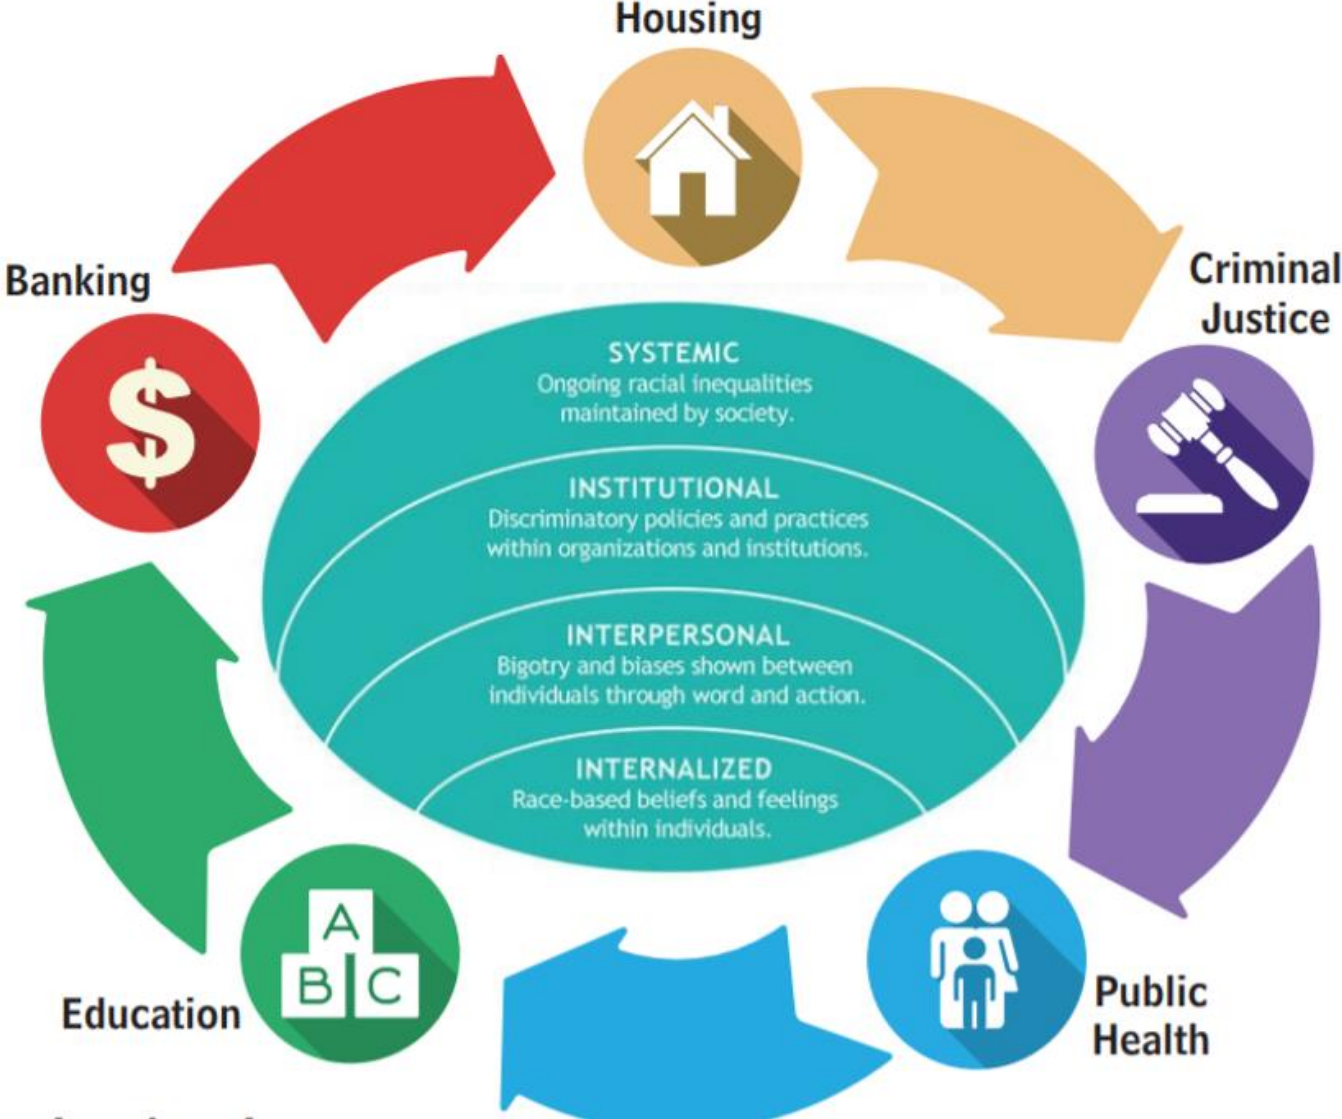 Housing
Banking
Criminal
Justice
$
SYSTEMIC
Ongoing racial inequalities
maintained by society.
INSTITUTIONAL
Discriminatory policies and practices
within organizations and institutions.
INTERPERSONAL
Bigotry and biases shown between
individuals through word and action.
INTERNALIZED
Race-based beliefs and feelings
within individuals.
A
B C
Education
Public
Health